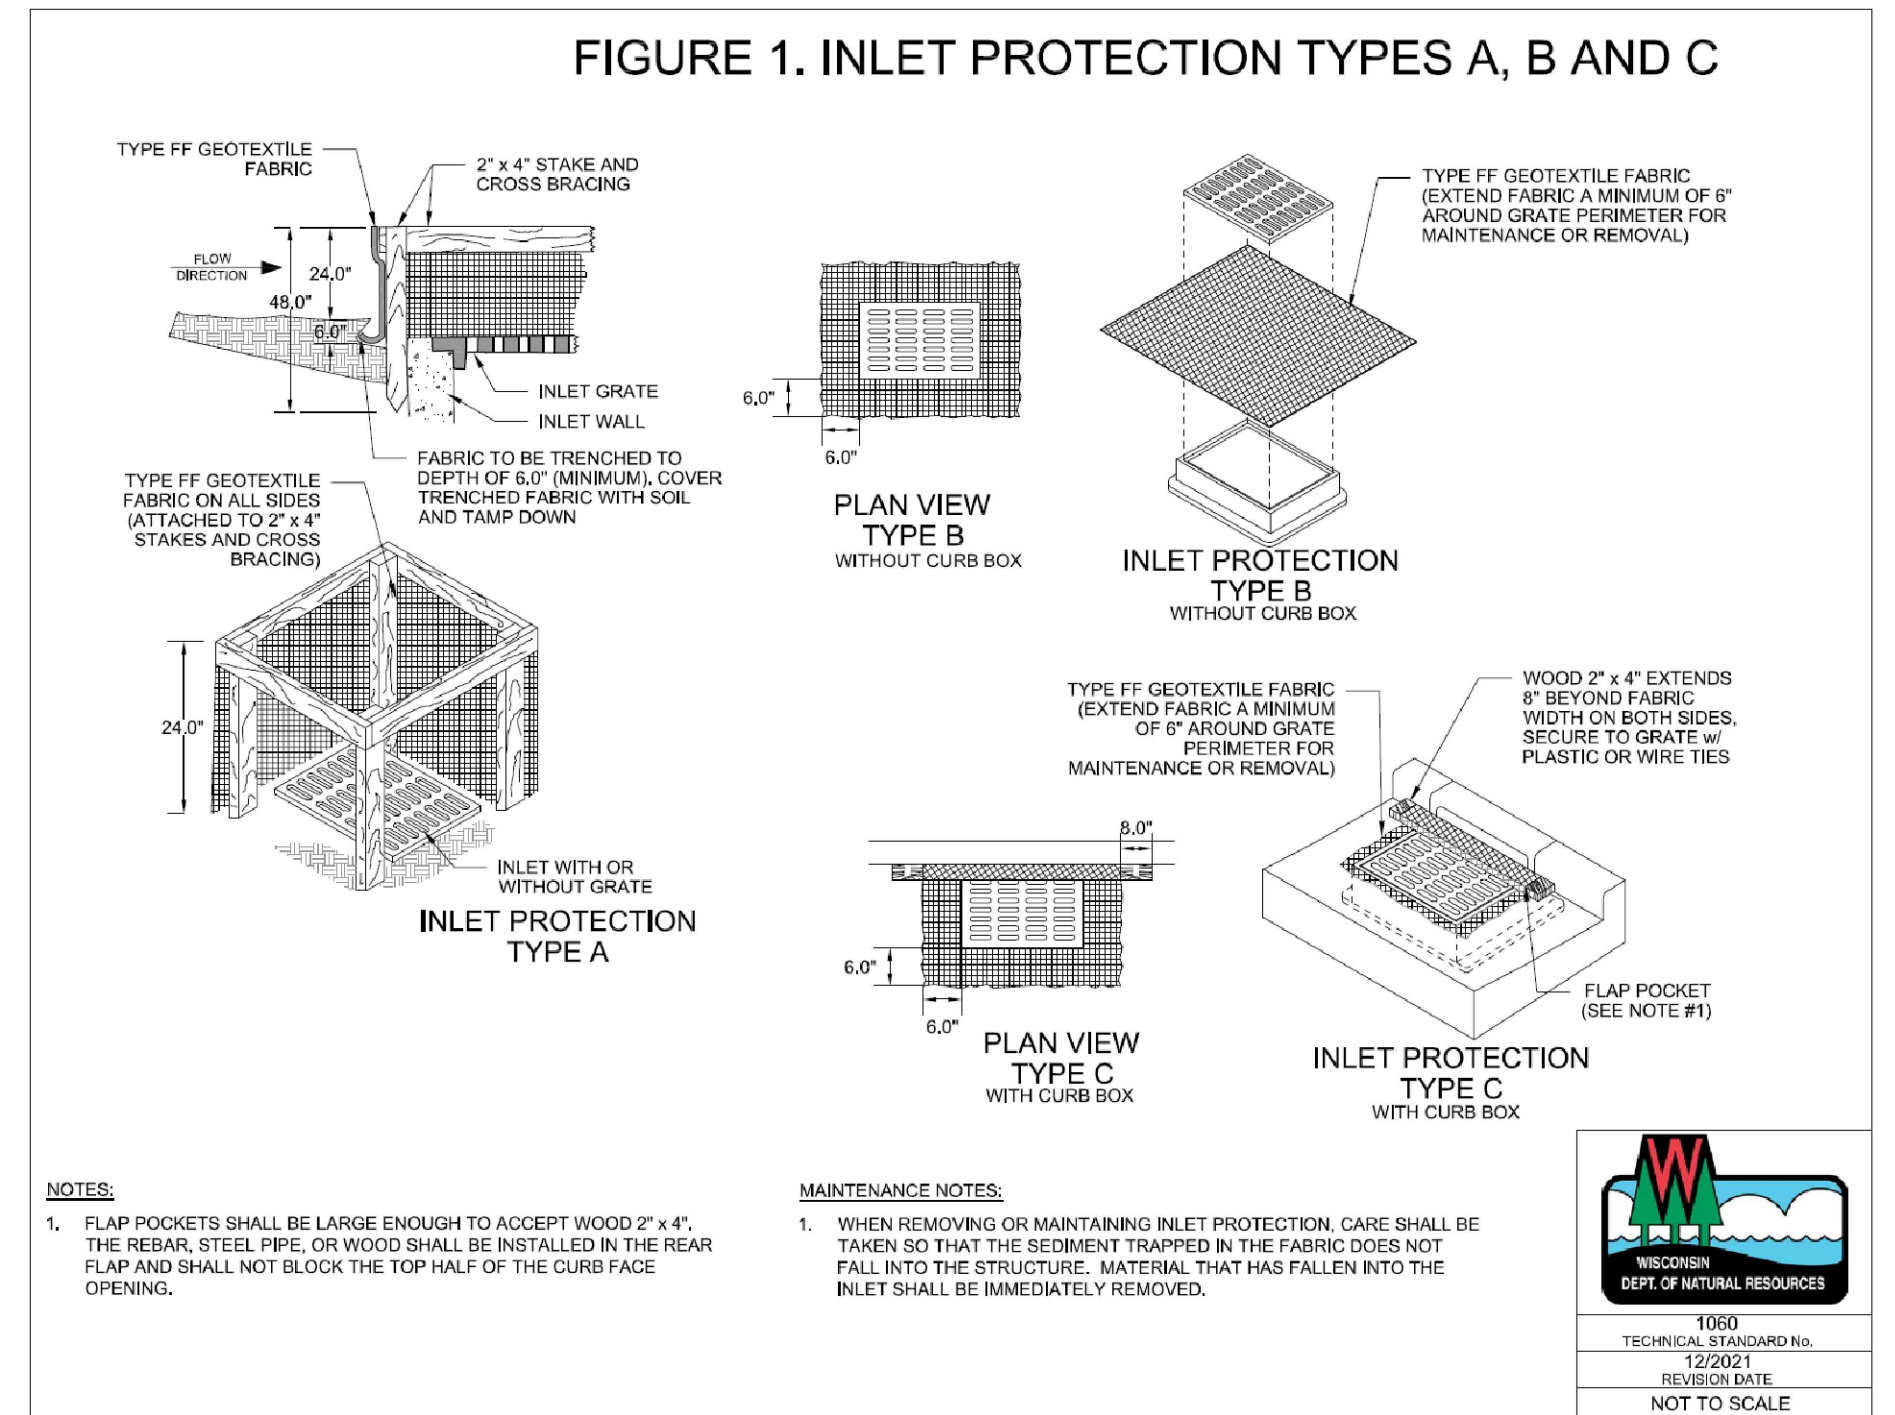 FIGURE 1. INLET PROTECTION TYPES A, B AND C
TYPE FF GEOTEXTILE
FABRIC
2" x 4" STAKE AND
CROSS BRACING
FLOW
DIRECTION
24.0"
48.0"
6.0"
INLET GRATE
INLET WALL
FABRIC TO BE TRENCHED TO
DEPTH OF 6.0" (MINIMUM). COVER
TRENCHED FABRIC WITH SOIL
AND TAMP DOWN
TYPE FF GEOTEXTILE
FABRIC ON ALL SIDES
(ATTACHED TO 2" x 4"
STAKES AND CROSS
BRACING)
24.0"
INLET WITH OR
WITHOUT GRATE
INLET PROTECTION
TYPE A
6.0"
6.0"
PLAN VIEW
TYPE B
WITHOUT CURB BOX
TYPE FF GEOTEXTILE FABRIC
(EXTEND FABRIC A MINIMUM OF 6"
AROUND GRATE PERIMETER FOR
MAINTENANCE OR REMOVAL)
INLET PROTECTION
TYPE B
WITHOUT CURB BOX
TYPE FF GEOTEXTILE FABRIC
(EXTEND FABRIC A MINIMUM
OF 6" AROUND GRATE
PERIMETER FOR
MAINTENANCE OR REMOVAL)
WOOD 2" x 4" EXTENDS
8" BEYOND FABRIC
WIDTH ON BOTH SIDES,
SECURE TO GRATE w/
PLASTIC OR WIRE TIES
8.0"
6.0"
6.0"
PLAN VIEW
TYPE C
WITH CURB BOX
FLAP POCKET
(SEE NOTE #1)
INLET PROTECTION
TYPE C
WITH CURB BOX
NOTES:
1. FLAP POCKETS SHALL BE LARGE ENOUGH TO ACCEPT WOOD 2" x 4".
THE REBAR, STEEL PIPE, OR WOOD SHALL BE INSTALLED IN THE REAR
FLAP AND SHALL NOT BLOCK THE TOP HALF OF THE CURB FACE
OPENING.
MAINTENANCE NOTES:
1. WHEN REMOVING OR MAINTAINING INLET PROTECTION, CARE SHALL BE
TAKEN SO THAT THE SEDIMENT TRAPPED IN THE FABRIC DOES NOT
FALL INTO THE STRUCTURE. MATERIAL THAT HAS FALLEN INTO THE
INLET SHALL BE IMMEDIATELY REMOVED.
W
WISCONSIN
DEPT. OF NATURAL RESOURCES
1060
TECHNICAL STANDARD No.
12/2021
REVISION DATE
NOT TO SCALE